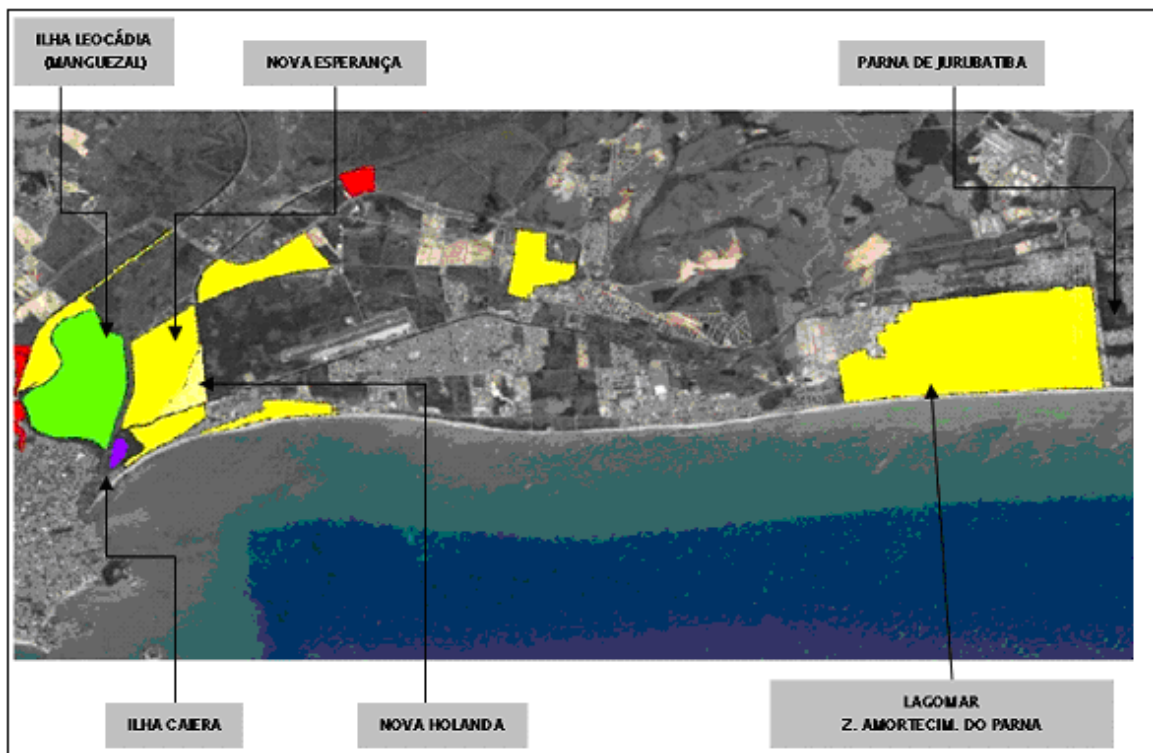 ILHA LEOCÁDIA
(MANGUEZAL)
NOVA ESPERANÇA
PARNA DE JURUBATIBA
ILHA CAIERA
NOVA HOLANDA
LAGOMAR
Z. AMORTECIM. DO PARNA